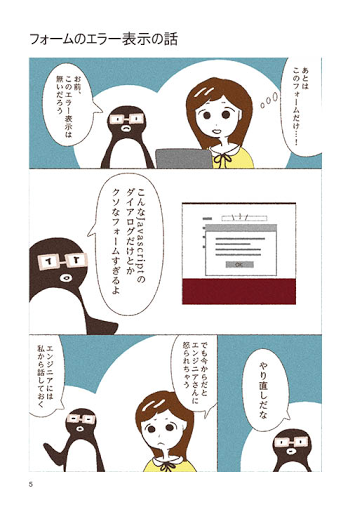 フォームのエラー表示の話
あとは
このフォームだけ…！
お前、
このエラー表示は
無いだろう
こんなJavascriptの
ダイアログだけとか
クソなフォームすぎるよ
OK
やり直しだな
でも今からだと
エンジニアさんに
怒られちゃう
エンジニアには
私から話しておく
5